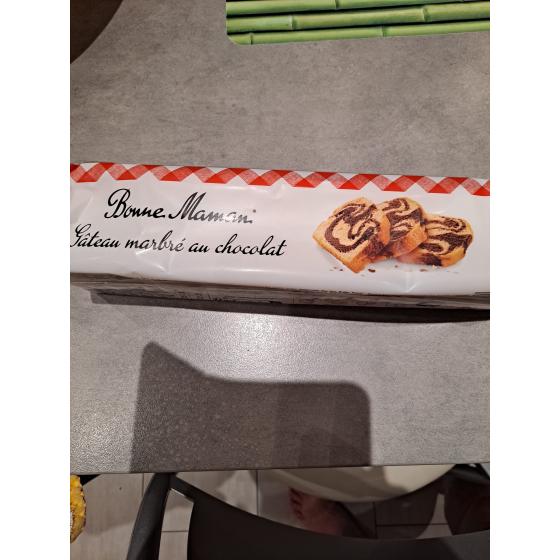 Bonne Maman
Gâteau marbré au chocolat